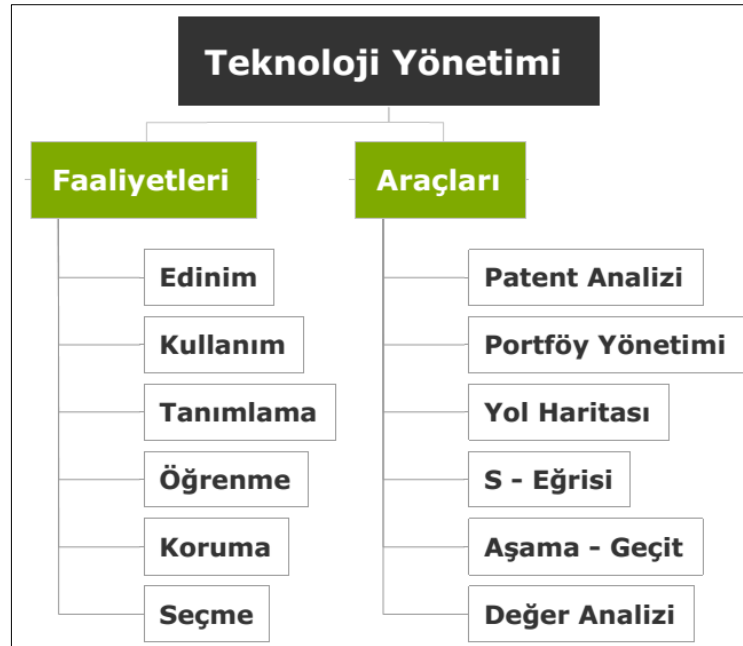 Teknoloji Yönetimi
Faaliyetleri
Edinim
Kullanım
Tanımlama
Öğrenme
Koruma
Seçme
Araçları
Patent Analizi
Portföy Yönetimi
Yol Haritası
S - Eğrisi
Aşama - Geçit
Değer Analizi